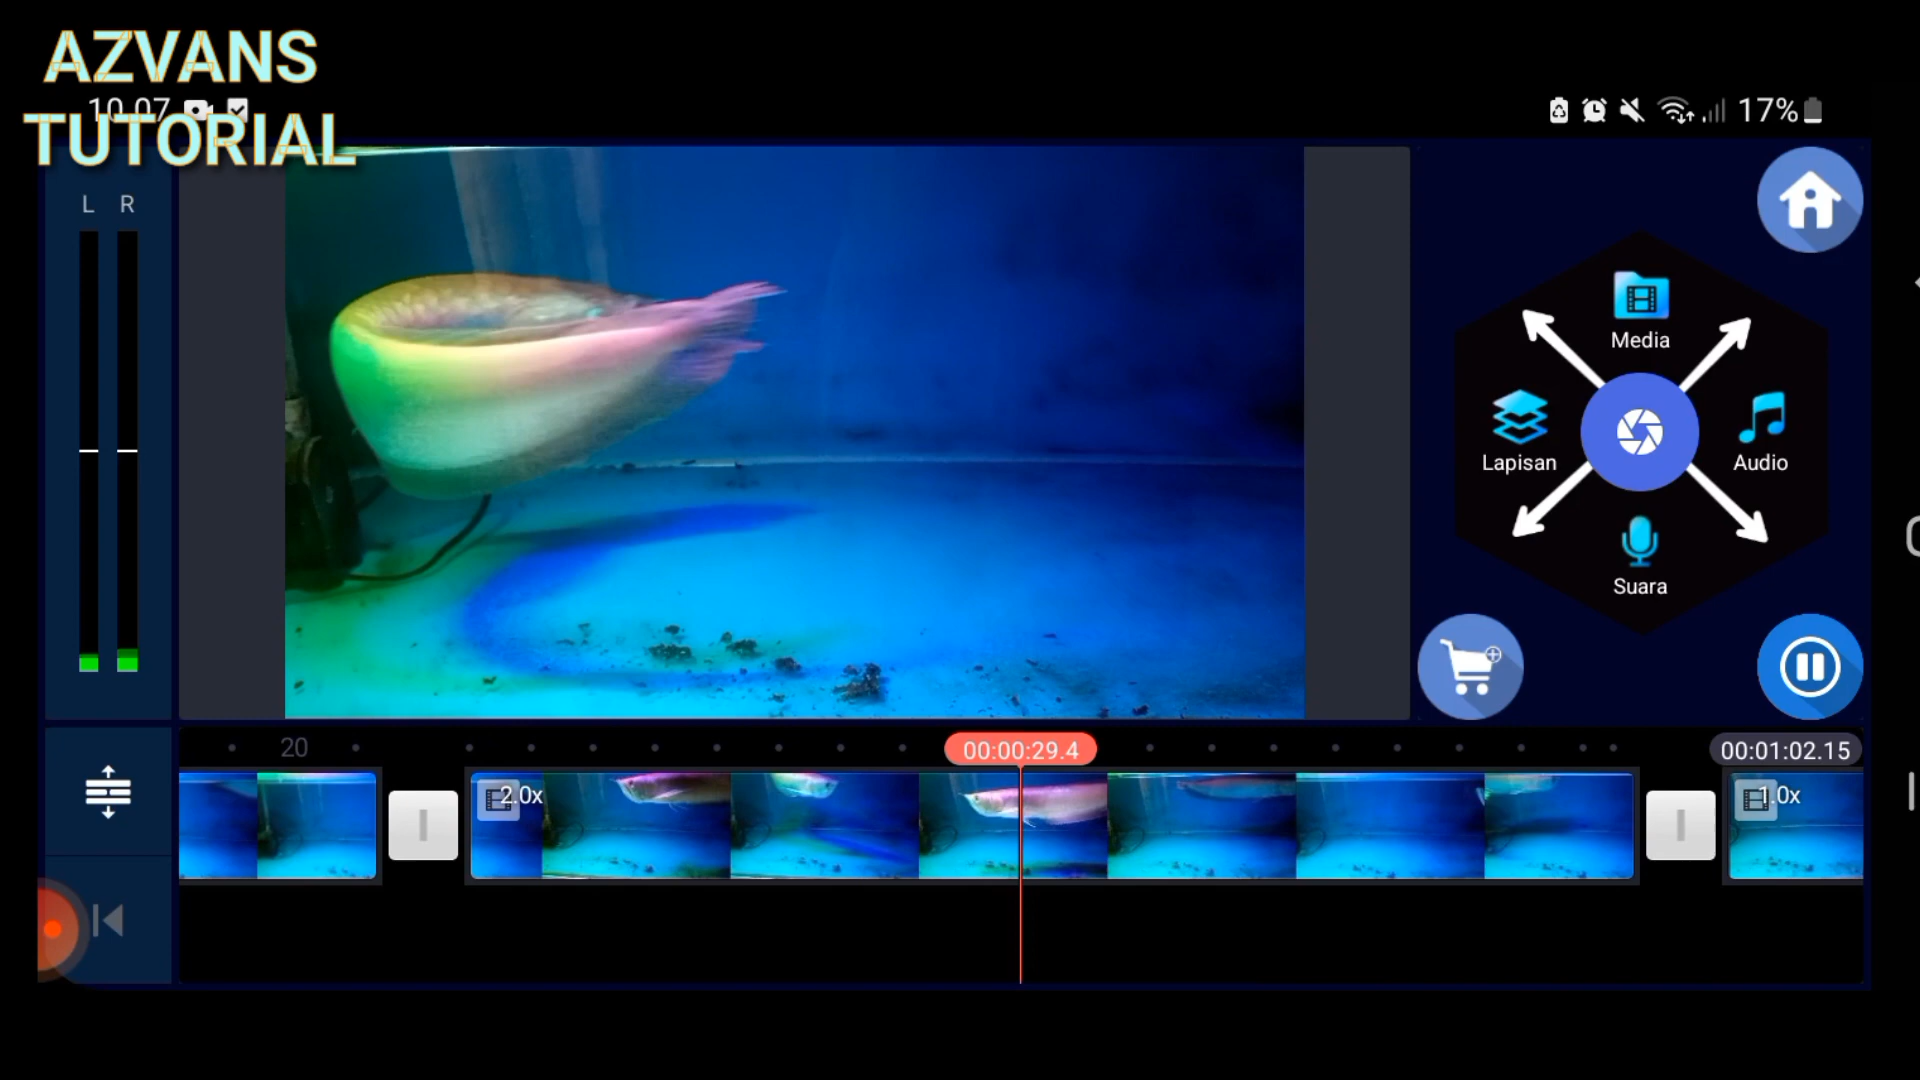 AZVANS
10.07
17%
TUTORIAL
L R
Media
Lapisan
Audio
Suara
20
00:00:29.4
00:01:02.15
2.0x
1.0x